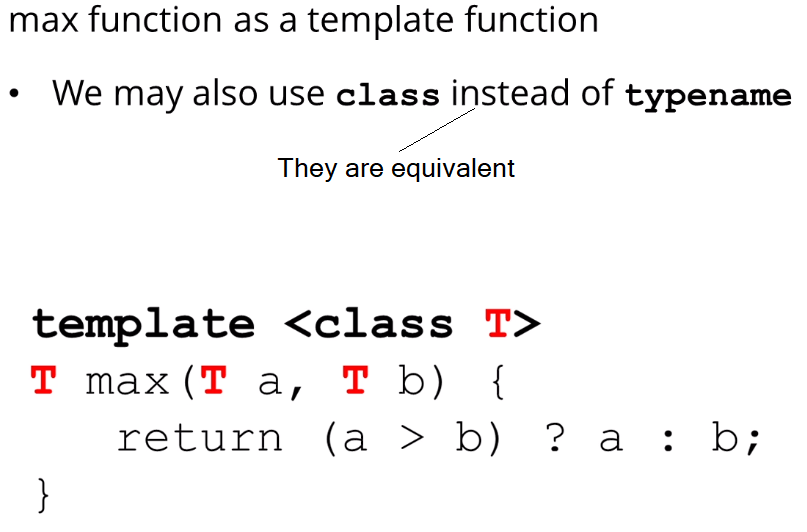 max function as a template function
• We may also use class instead of typename
They are equivalent
template <class T>
T max(T a, T b) {
return (a > b) ? a : b;
}